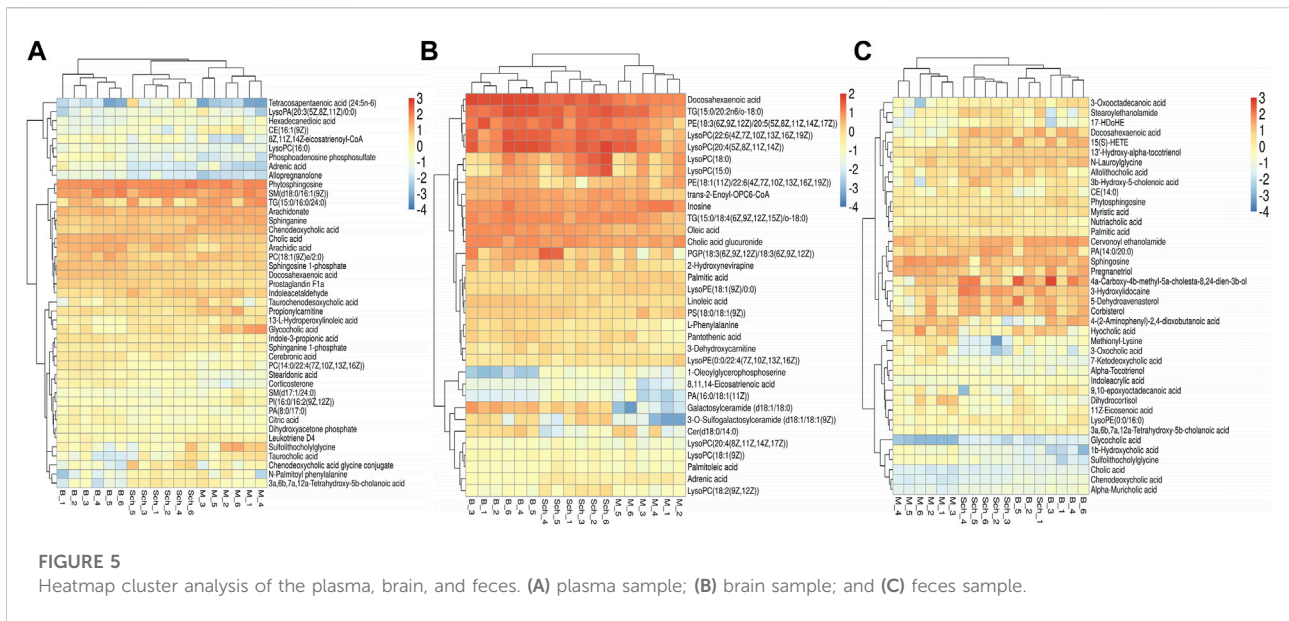 A
Tetracosapentaenoic acid (24:5n-6)
LysoPA(20:3(5Z,8Z,11Z)/0:0)
Hexadecanedioic acid
CE(16:1(9Z))
8Z,11Z,14Z-eicosatrienoyl-CoA
LysoPC(16:0)
Phosphoadenosine phosphosulfate
Adrenic acid
Allopregnanolone
Phytosphingosine
SM(d18:0/16:1(9Z))
TG(15:0/16:0/24:0)
Arachidonate
Sphinganine
Chenodeoxycholic acid
Cholic acid
Arachidic acid
PC(18:1(9Z)e/2:0)
Sphingosine 1-phosphate
Docosahexaenoic acid
Prostaglandin F1a
Indoleacetaldehyde
Taurochenodesoxycholic acid
Propionylcarnitine
13-L-Hydroperoxylinoleic acid
Glycocholic acid
Indole-3-propionic acid
Sphinganine 1-phosphate
Cerebronic acid
PC(14:0/22:4(7Z,10Z,13Z,16Z))
Stearidonic acid
Corticosterone
SM(d17:1/24:0)
PI(16:0/16:2(9Z,12Z))
PA(8:0/17:0)
Citric acid
Dihydroxyacetone phosphate
Leukotriene D4
Sulfolithocholylglycine
Taurocholic acid
Chenodeoxycholic acid glycine conjugate
N-Palmitoyl phenylalanine
3a,6b,7a,12a-Tetrahydroxy-5b-cholanoic acid
B_1
B_2
B_3
B_4
B_5
B_6
Sch_5
Sch_3
Sch_1
Sch_2
Sch_4
Sch_6
M_3
M_5
M_2
M_6
M_1
M_4
3
2
1
0
-1
-2
-3
-4
B
Docosahexaenoic acid
TG(15:0/20:2n6/o-18:0)
PE(18:3(6Z,9Z,12Z)/20:5(5Z,8Z,11Z,14Z,17Z))
LysoPC(22:6(4Z,7Z,10Z,13Z,16Z,19Z))
LysoPC(20:4(5Z,8Z,11Z,14Z))
LysoPC(18:0)
LysoPC(15:0)
PE(18:1(11Z)/22:6(4Z,7Z,10Z,13Z,16Z,19Z))
trans-2-Enoyl-OPC6-CoA
Inosine
TG(15:0/18:4(6Z,9Z,12Z,15Z)/o-18:0)
Oleic acid
Cholic acid glucuronide
PGP(18:3(6Z,9Z,12Z)/18:3(6Z,9Z,12Z))
2-Hydroxynevirapine
Palmitic acid
LysoPE(18:1(9Z)/0:0)
Linoleic acid
PS(18:0/18:1(9Z))
L-Phenylalanine
Pantothenic acid
3-Dehydroxycarnitine
LysoPE(0:0/22:4(7Z,10Z,13Z,16Z))
1-Oleoylglycerophosphoserine
8,11,14-Eicosatrienoic acid
PA(16:0/18:1(11Z))
Galactosylceramide (d18:1/18:0)
3-O-Sulfogalactosylceramide (d18:1/18:1(9Z))
Cer(d18:0/14:0)
LysoPC(20:4(8Z,11Z,14Z,17Z))
LysoPC(18:1(9Z))
Palmitoleic acid
Adrenic acid
LysoPC(18:2(9Z,12Z))
B_3
B_1
B_2
B_6
B_4
B_5
Sch_4
Sch_5
Sch_1
Sch_3
Sch_2
Sch_6
M_5
M_6
M_3
M_4
M_1
M_2
2
1
0
-1
-2
-3
-4
C
3-Oxooctadecanoic acid
Stearoylethanolamide
17-HDoHE
Docosahexaenoic acid
15(S)-HETE
13'-Hydroxy-alpha-tocotrienol
N-Lauroylglycine
Allolithocholic acid
3b-Hydroxy-5-cholenoic acid
CE(14:0)
Phytosphingosine
Myristic acid
Nutriacholic acid
Palmitic acid
Cervonoyl ethanolamide
PA(14:0/20:0)
Sphingosine
Pregnanetriol
4a-Carboxy-4b-methyl-5a-cholesta-8,24-dien-3b-ol
3-Hydroxylidocaine
5-Dehydroavenasterol
Corbisterol
4-(2-Aminophenyl)-2,4-dioxobutanoic acid
Hyocholic acid
Methionyl-Lysine
3-Oxocholic acid
7-Ketodeoxycholic acid
Alpha-Tocotrienol
Indoleacrylic acid
9,10-epoxyoctadecanoic acid
Dihydrocortisol
11Z-Eicosenoic acid
LysoPE(0:0/16:0)
3a,6b,7a,12a-Tetrahydroxy-5b-cholanoic acid
Glycocholic acid
1b-Hydroxycholic acid
Sulfolithocholylglycine
Cholic acid
Chenodeoxycholic acid
Alpha-Muricholic acid
M_4
M_5
M_6
M_2
M_1
M_3
Sch_4
Sch_5
Sch_6
Sch_2
Sch_3
B_5
B_2
Sch_1
B_3
B_1
B_4
B_6
3
2
1
0
-1
-2
-3
-4
FIGURE 5
Heatmap cluster analysis of the plasma, brain, and feces. (A) plasma sample; (B) brain sample; and (C) feces sample.